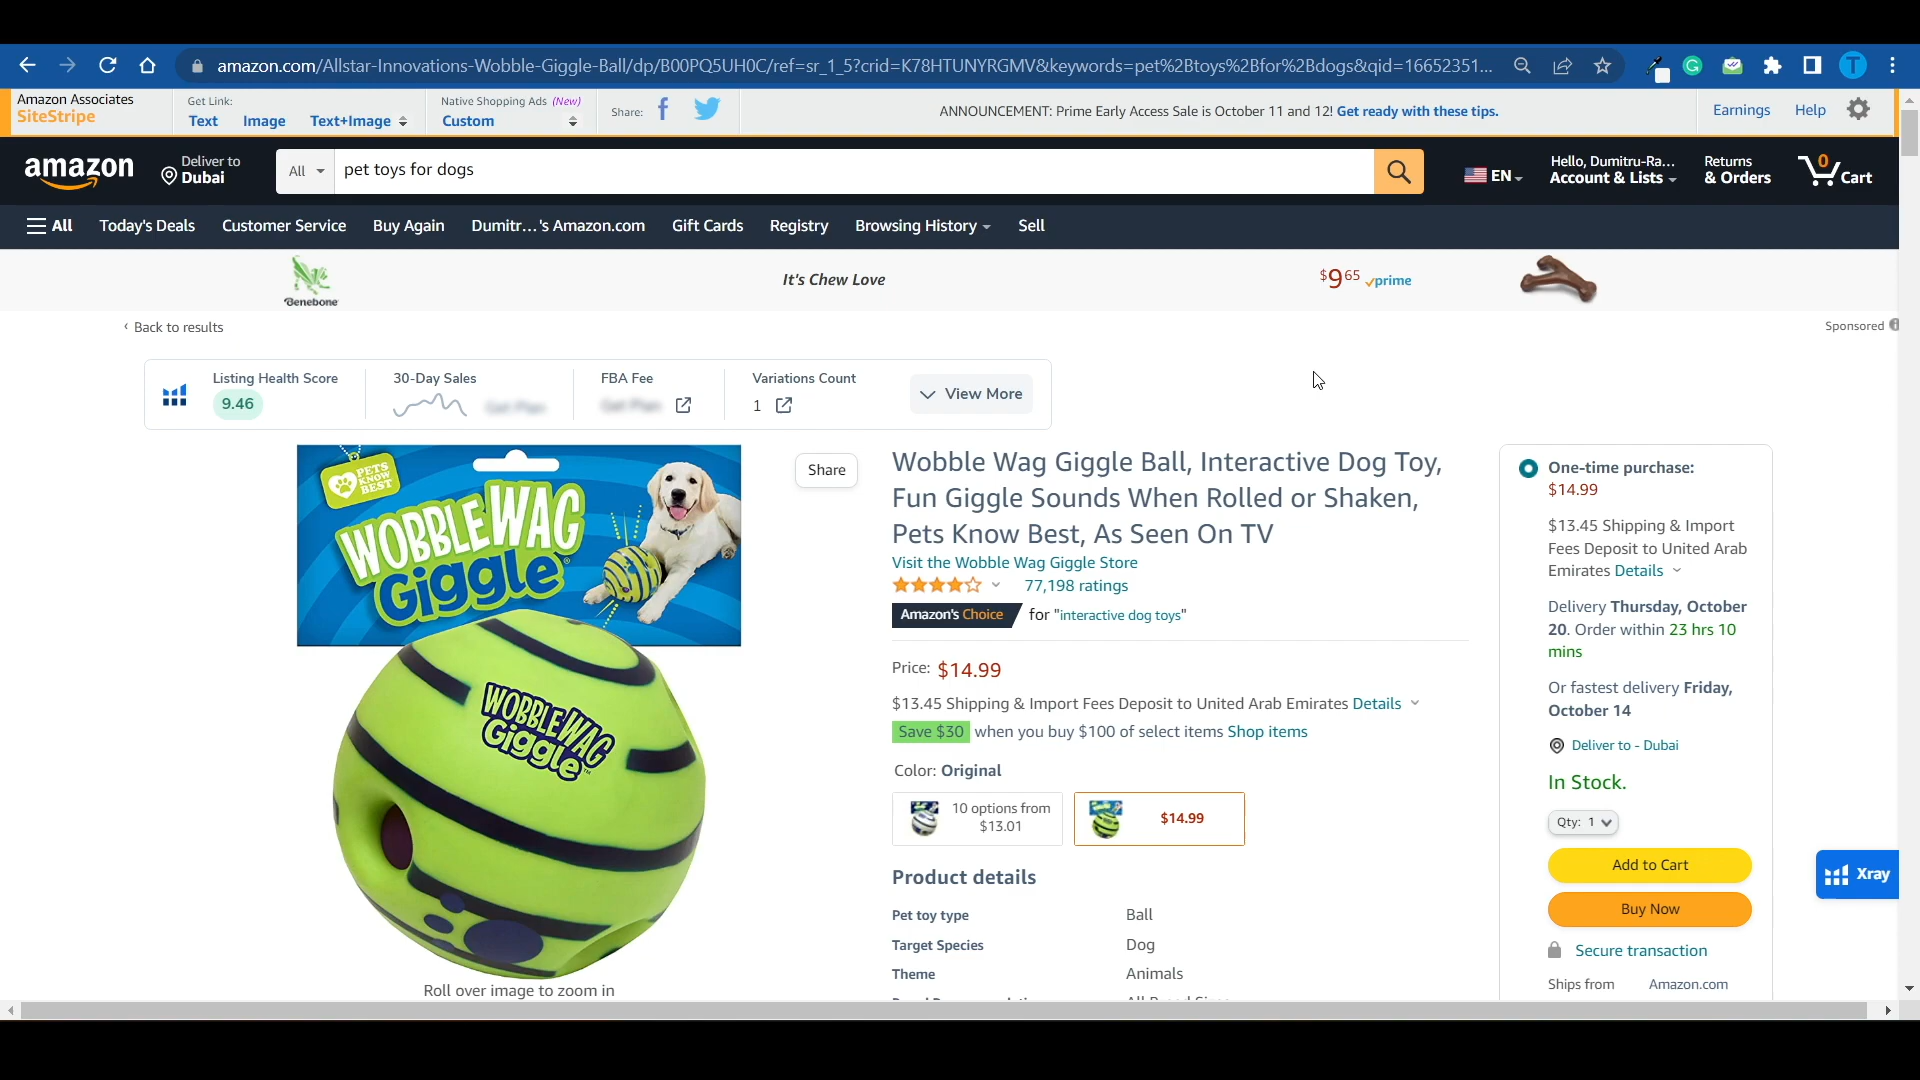 amazon.com/Allstar-Innovations-Wobble-Giggle-Ball/dp/B00PQ5UH0C/ref=sr_1_5?crid=K78HTUNYRGMV&keywords=pet%2Btoys%2Bfor%2Bdogs&qid=16652351...
T
Amazon Associates
SiteStripe
Get Link:
Text Image Text+Image
Native Shopping Ads (New)
Custom
Share:
ANNOUNCEMENT: Prime Early Access Sale is October 11 and 12! Get ready with these tips.
Earnings Help
amazon
Deliver to
Dubai
All
pet toys for dogs
EN
Hello, Dumitru-Ra...
Account & Lists
Returns
& Orders
0
Cart
All Today's Deals Customer Service Buy Again Dumitr...'s Amazon.com Gift Cards Registry Browsing History Sell
Benebone
It's Chew Love
$9 65 prime
‹ Back to results
Sponsored
Listing Health Score
9.46
30-Day Sales
Get Plan
FBA Fee
Get Plan
Variations Count
1
View More
PETS KNOW BEST
WOBBLE WAG
Giggle
WOBBLE WAG
Giggle™
Roll over image to zoom in
Share
Wobble Wag Giggle Ball, Interactive Dog Toy,
Fun Giggle Sounds When Rolled or Shaken,
Pets Know Best, As Seen On TV
Visit the Wobble Wag Giggle Store
77,198 ratings
Amazon's Choice for "interactive dog toys"
Price: $14.99
$13.45 Shipping & Import Fees Deposit to United Arab Emirates Details
Save $30 when you buy $100 of select items Shop items
Color: Original
10 options from
$13.01
$14.99
Product details
Pet toy type Ball
Target Species Dog
Theme Animals
One-time purchase:
$14.99
$13.45 Shipping & Import
Fees Deposit to United Arab
Emirates Details
Delivery Thursday, October
20. Order within 23 hrs 10
mins
Or fastest delivery Friday,
October 14
Deliver to - Dubai
In Stock.
Qty: 1
Add to Cart
Buy Now
Secure transaction
Ships from Amazon.com
Xray